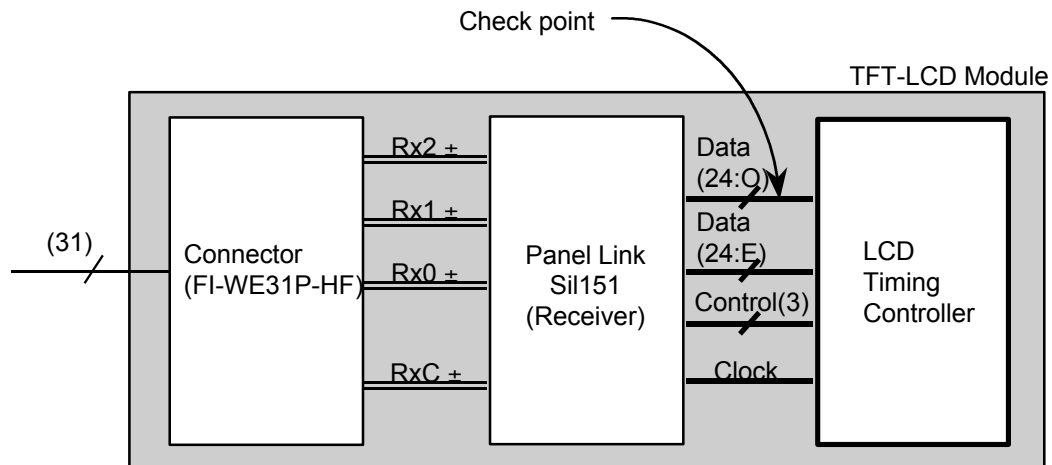 Check point
TFT-LCD Module
(31)
Connector
(FI-WE31P-HF)
Rx2 ±
Rx1 ±
Rx0 ±
RxC ±
Panel Link
SiI151
(Receiver)
Data
(24:O)
Data
(24:E)
Control(3)
Clock
LCD
Timing
Controller